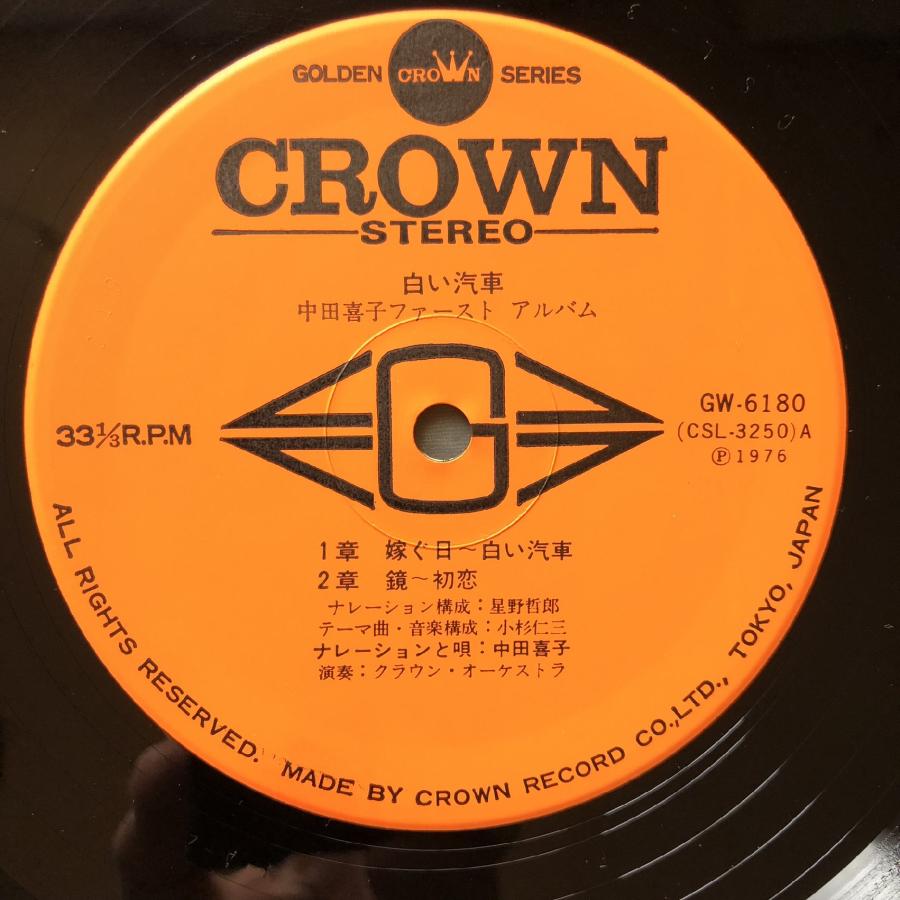 GOLDEN CROWN SERIES
CROWN
STEREO
白い汽車
中田喜子ファースト アルバム
G
33⅓R.P.M
GW-6180
(CSL-3250)A
Ⓟ1976
1章 嫁ぐ日~白い汽車
2章 鏡~初恋
ナレーション構成:星野哲郎
テーマ曲・音楽構成:小杉仁三
ナレーションと唄:中田喜子
演奏:クラウン・オーケストラ
ALL RIGHTS RESERVED. MADE BY CROWN RECORD CO.,LTD., TOKYO, JAPAN